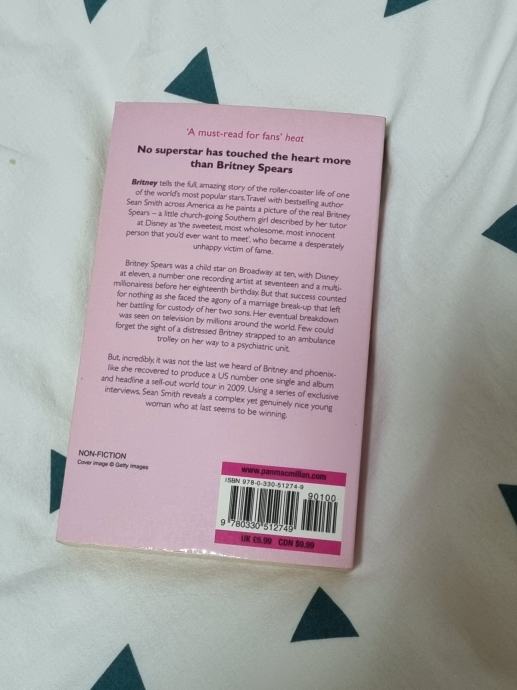 'A must-read for fans' heat
No superstar has touched the heart more
than Britney Spears
Britney tells the full, amazing story of the roller-coaster life of one
of the world's most popular stars. Travel with bestselling author
Sean Smith across America as he paints a picture of the real Britney
Spears – a little church-going Southern girl described by her tutor
at Disney as 'the sweetest, most wholesome, most innocent
person that you'd ever want to meet', who became a desperately
unhappy victim of fame.
Britney Spears was a child star on Broadway at ten, with Disney
at eleven, a number one recording artist at seventeen and a multi-
millionairess before her eighteenth birthday. But that success counted
for nothing as she faced the agony of a marriage break-up that left
her battling for custody of her two sons. Her eventual breakdown
was seen on television by millions around the world. Few could
forget the sight of a distressed Britney strapped to an ambulance
trolley on her way to a psychiatric unit.
But, incredibly, it was not the last we heard of Britney and phoenix-
like she recovered to produce a US number one single and album
and headline a sell-out world tour in 2009. Using a series of exclusive
interviews, Sean Smith reveals a complex yet genuinely nice young
woman who at last seems to be winning.
NON-FICTION
Cover image © Getty Images
www.panmacmillan.com
ISBN 978-0-330-51274-9
90100
9 780330 512749
UK £6.99 CDN $9.99